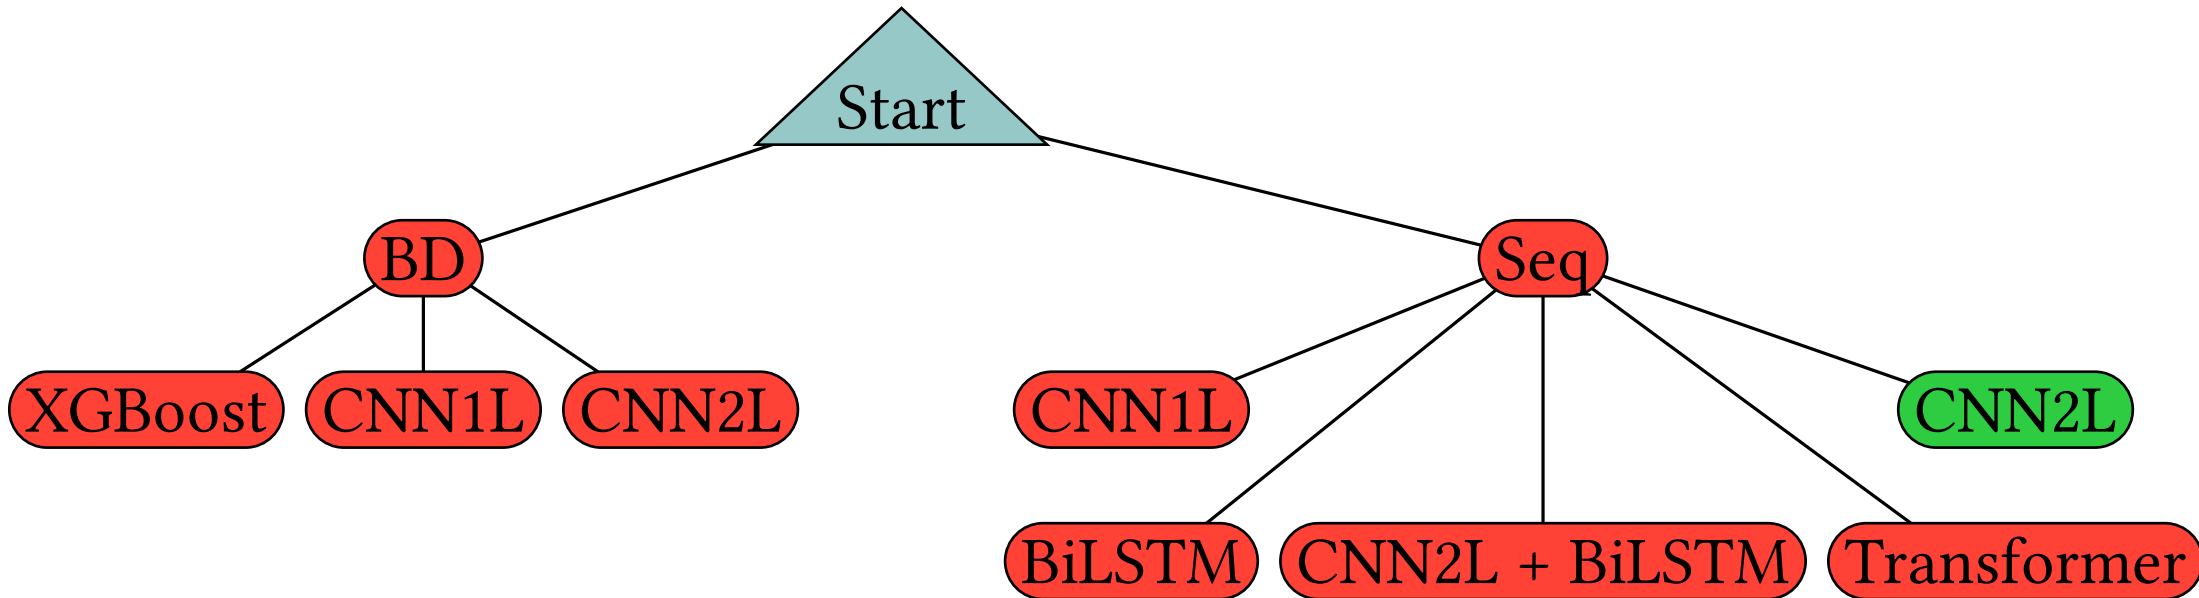 Start
BD
Seq
XGBoost
CNN1L
CNN2L
CNN1L
CNN2L
BiLSTM
CNN2L + BiLSTM
Transformer